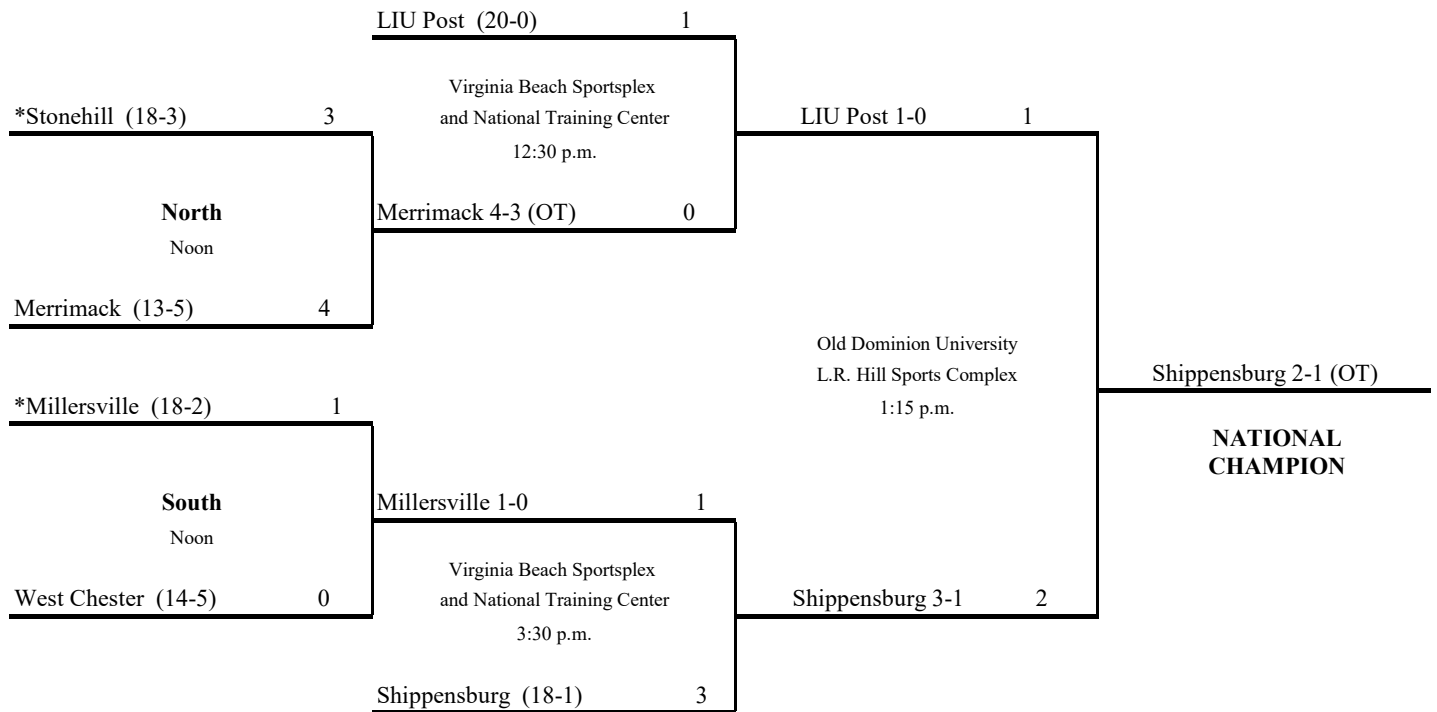 LIU Post (20-0) 1
Virginia Beach Sportsplex
and National Training Center
12:30 p.m.
*Stonehill (18-3) 3
LIU Post 1-0 1
North
Noon
Merrimack 4-3 (OT) 0
Merrimack (13-5) 4
Old Dominion University
L.R. Hill Sports Complex
1:15 p.m.
Shippensburg 2-1 (OT)
NATIONAL
CHAMPION
*Millersville (18-2) 1
South
Noon
Millersville 1-0 1
West Chester (14-5) 0
Virginia Beach Sportsplex
and National Training Center
3:30 p.m.
Shippensburg 3-1 2
Shippensburg (18-1) 3